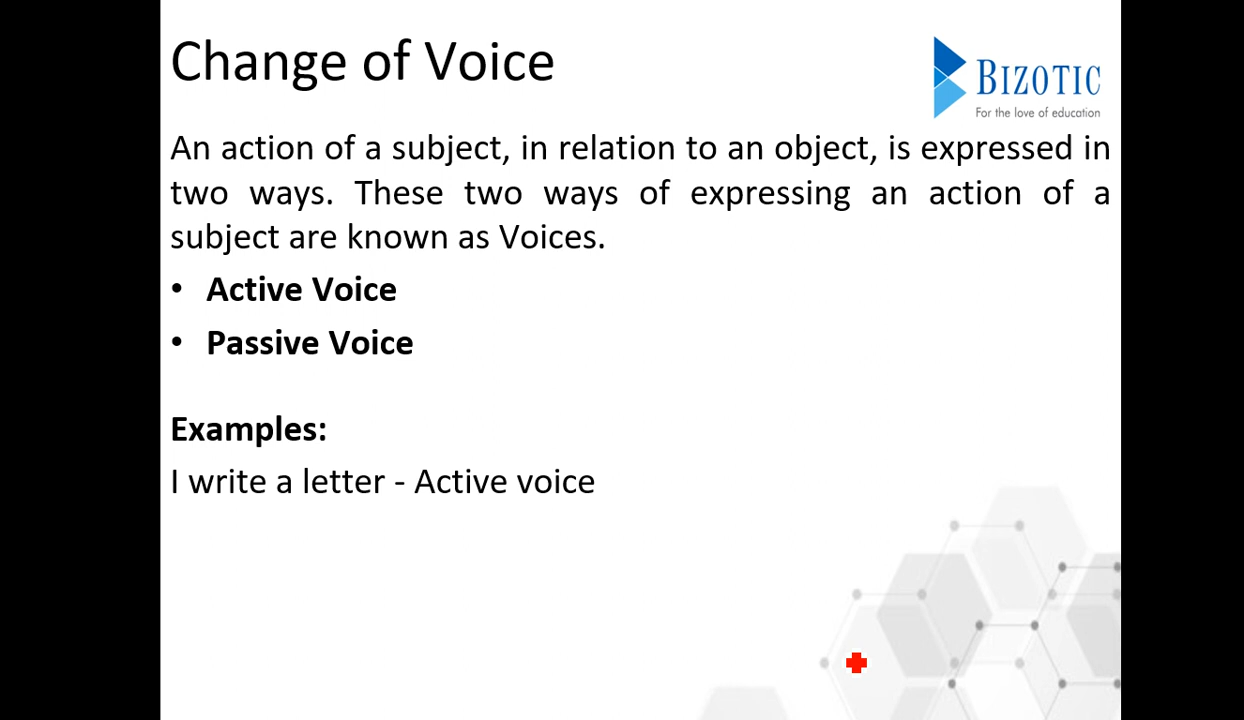 Change of Voice
BIZOTIC
For the love of education
An action of a subject, in relation to an object, is expressed in
two ways. These two ways of expressing an action of a
subject are known as Voices.
• Active Voice
• Passive Voice
Examples:
I write a letter - Active voice